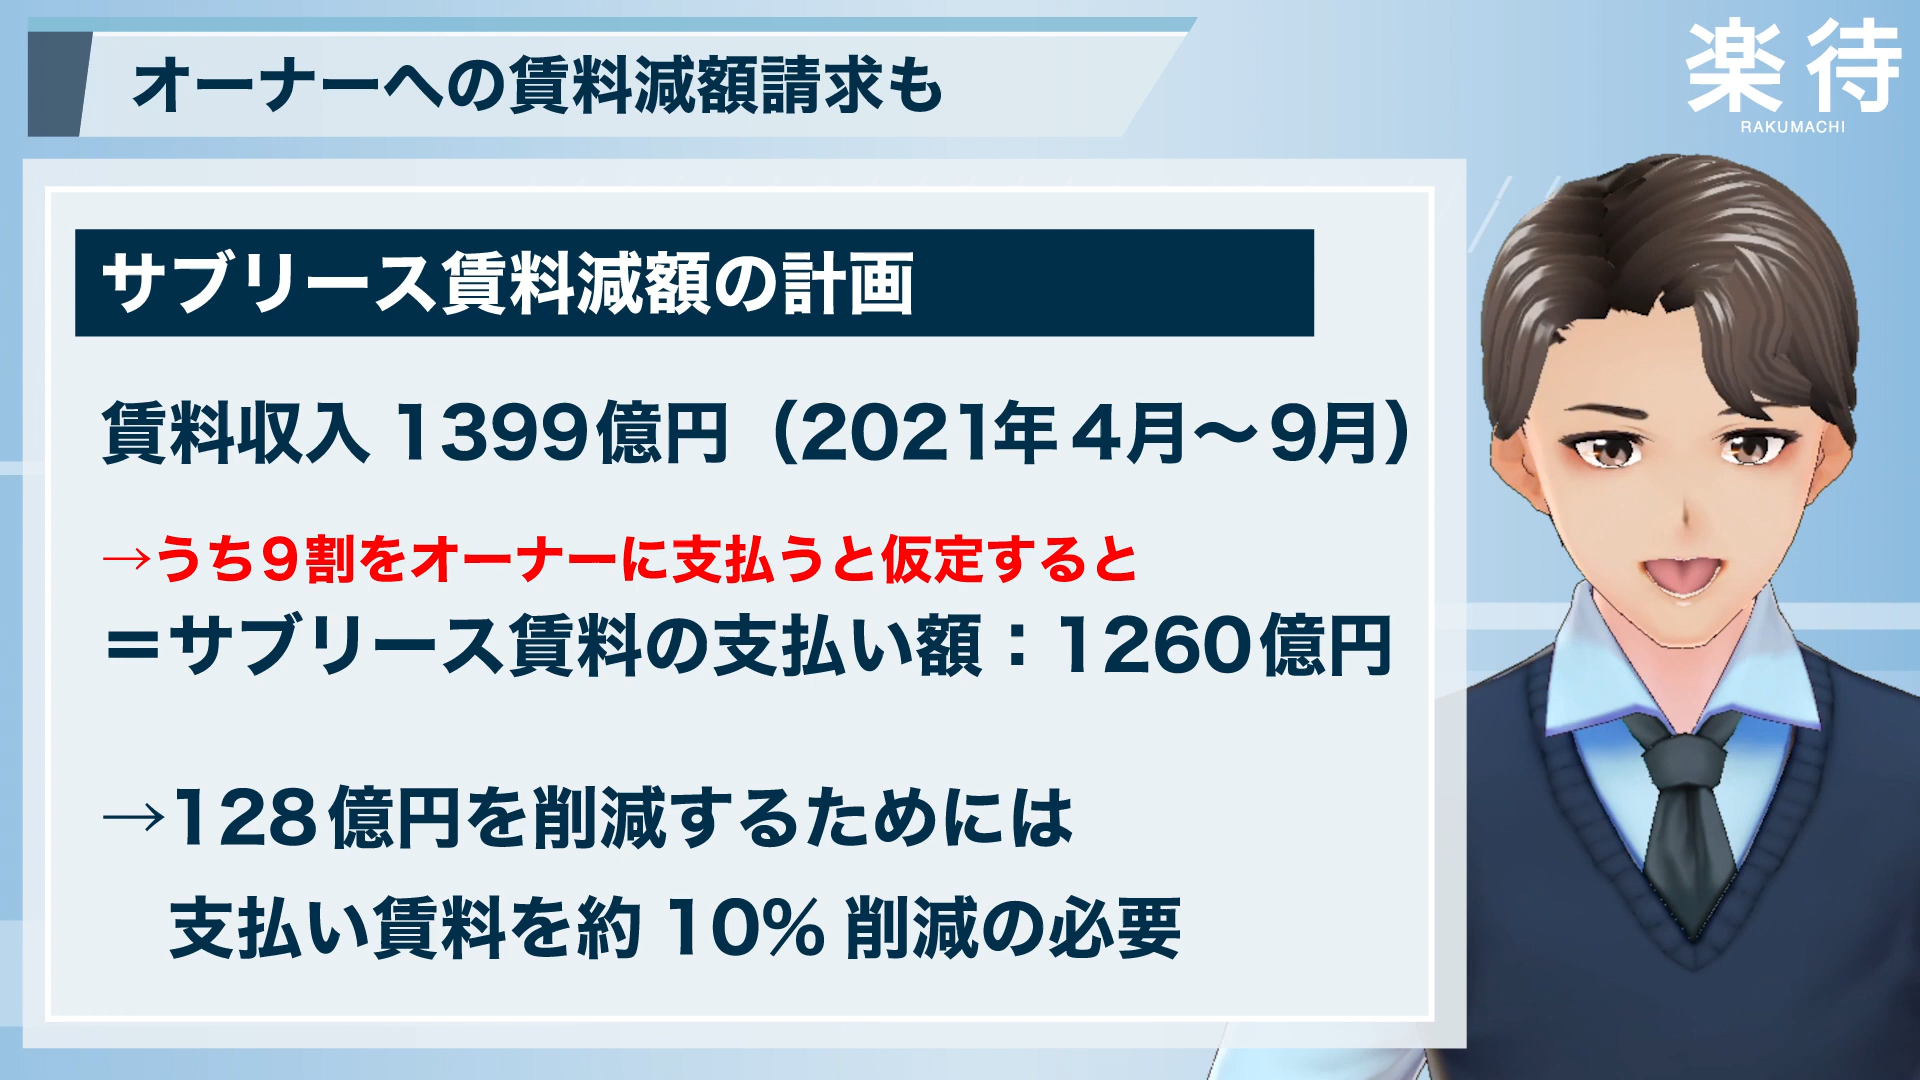 オーナーへの賃料減額請求も
楽待
RAKUMACHI
サブリース賃料減額の計画
賃料収入1399億円（2021年4月〜9月）
→うち9割をオーナーに支払うと仮定すると
＝サブリース賃料の支払い額：1260億円
→128億円を削減するためには
支払い賃料を約10%削減の必要